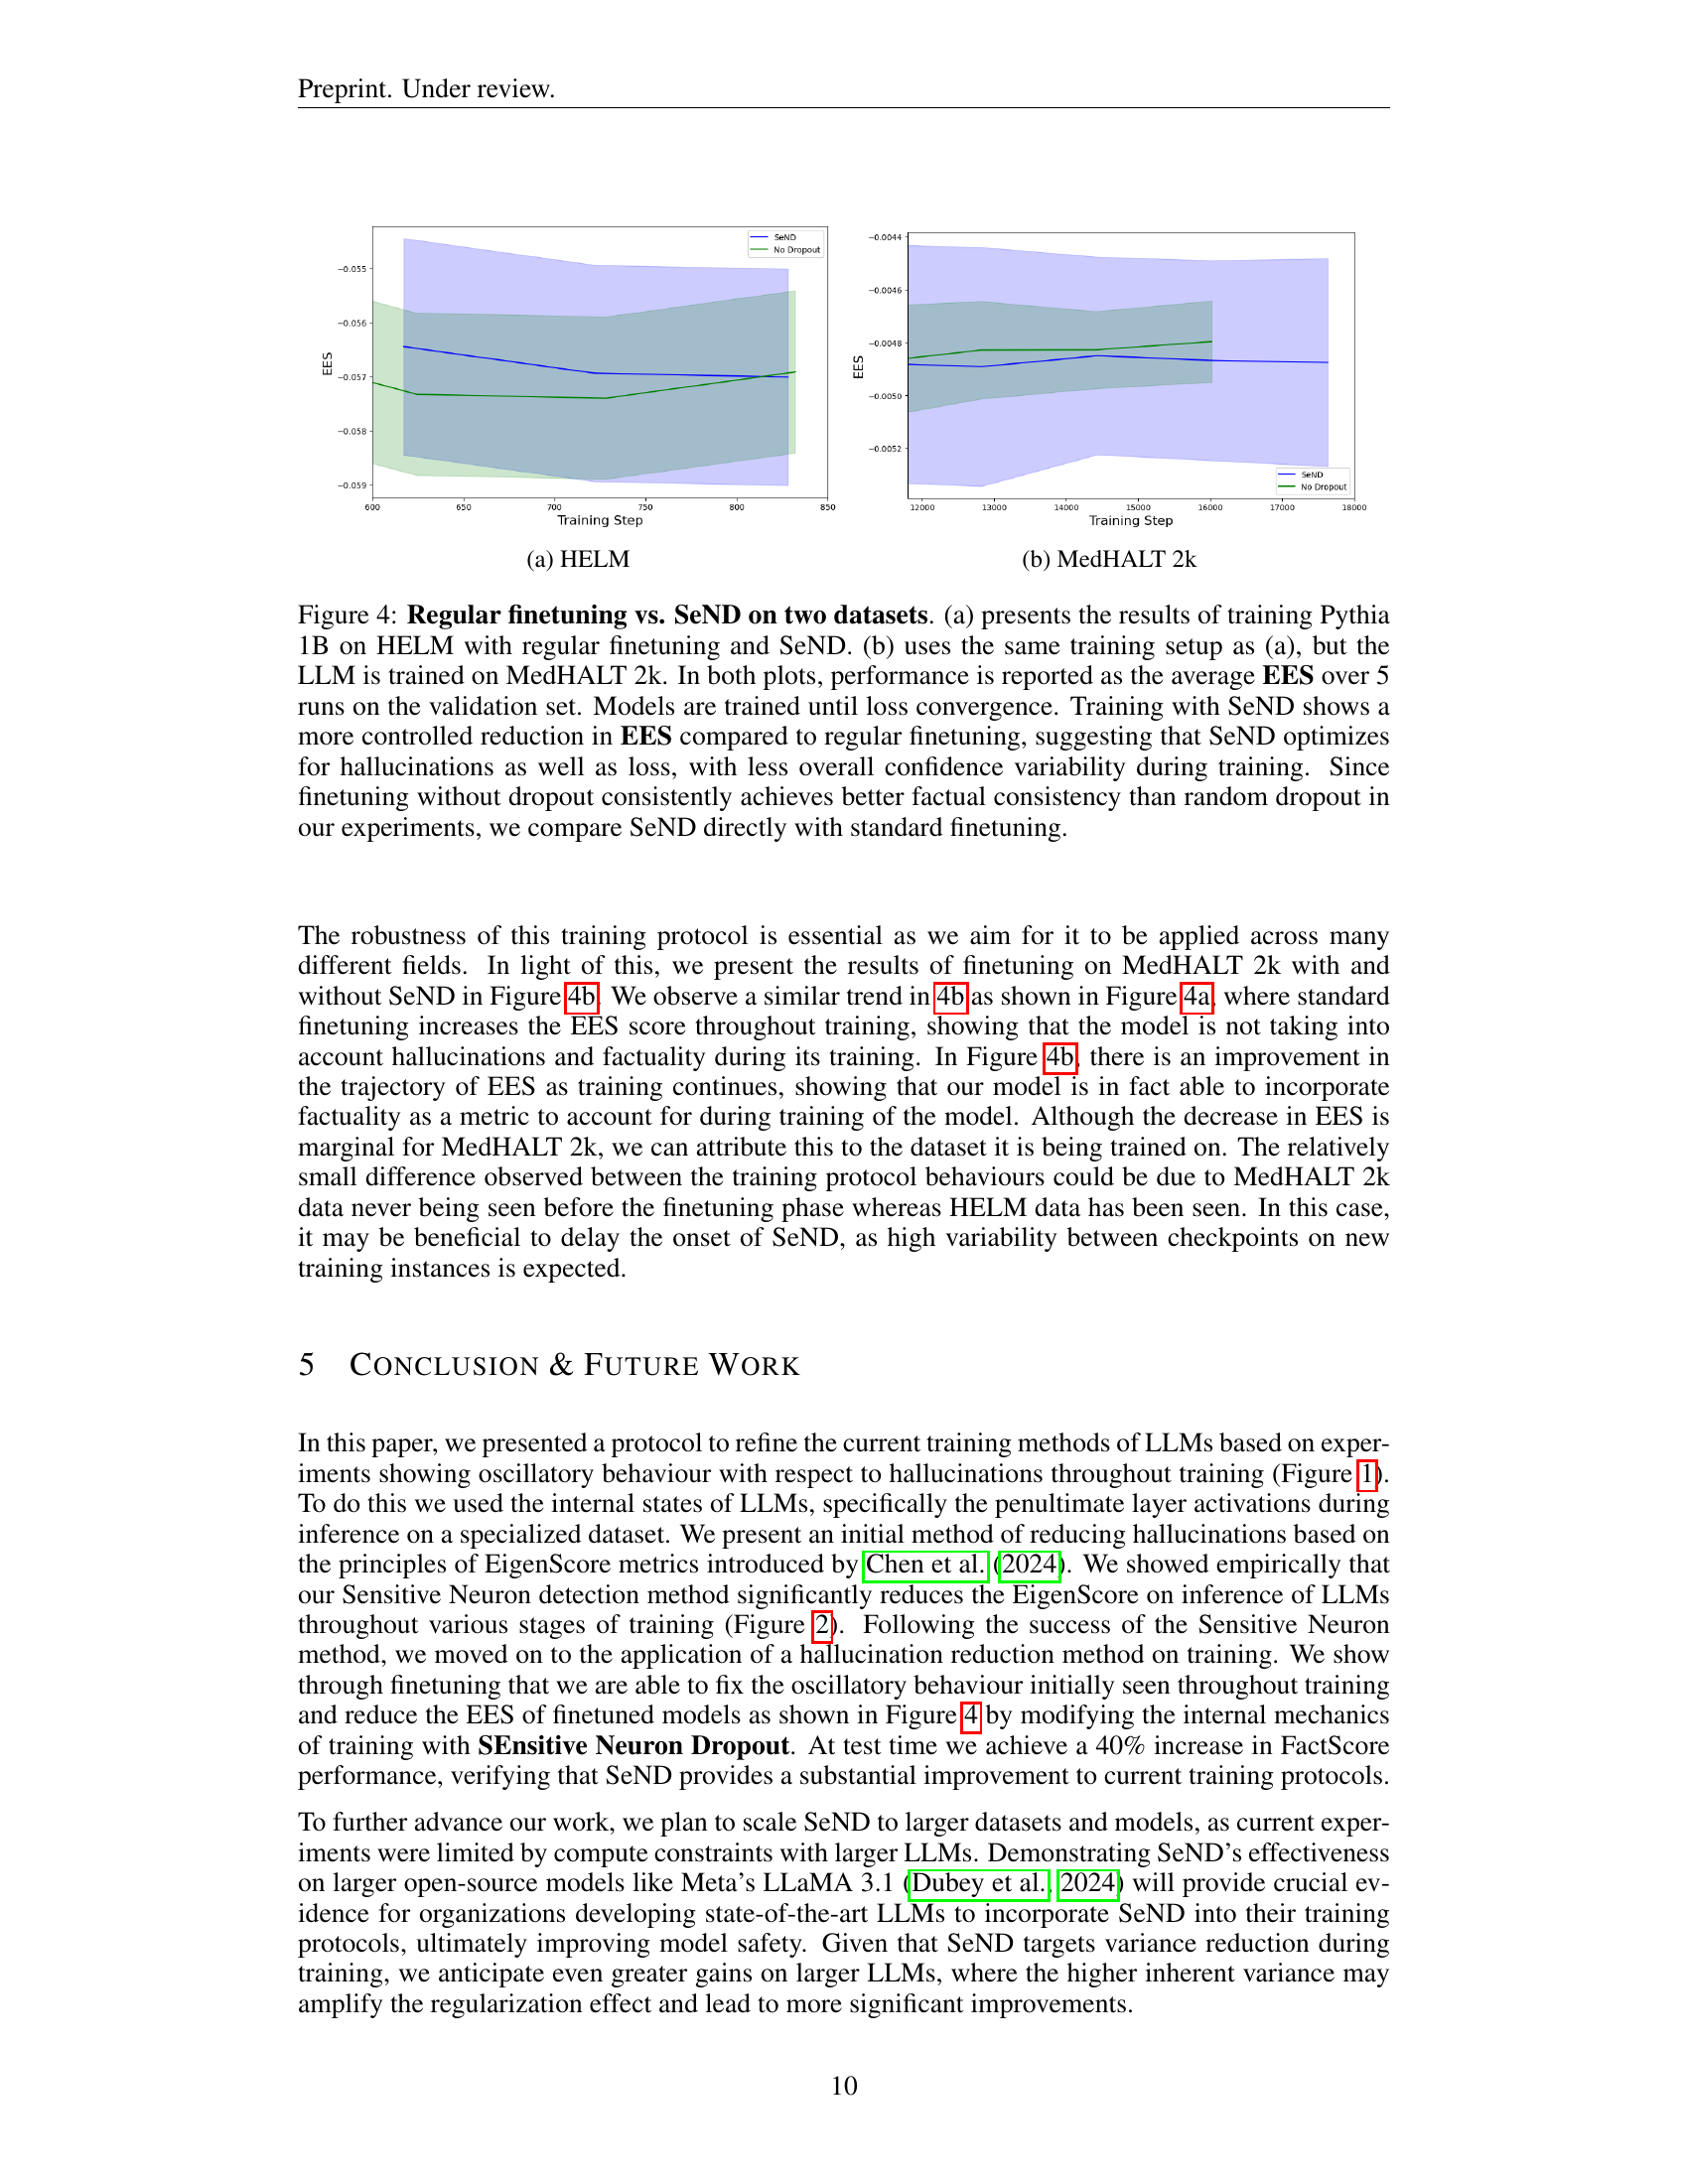 Preprint. Under review.
SeND
No Dropout
−0.055
−0.056
−0.057
−0.058
−0.059
EES
600 650 700 750 800 850
Training Step
(a) HELM
−0.0044
−0.0046
−0.0048
−0.0050
−0.0052
EES
SeND
No Dropout
12000 13000 14000 15000 16000 17000 18000
Training Step
(b) MedHALT 2k
Figure 4: Regular finetuning vs. SeND on two datasets. (a) presents the results of training Pythia
1B on HELM with regular finetuning and SeND. (b) uses the same training setup as (a), but the
LLM is trained on MedHALT 2k. In both plots, performance is reported as the average EES over 5
runs on the validation set. Models are trained until loss convergence. Training with SeND shows a
more controlled reduction in EES compared to regular finetuning, suggesting that SeND optimizes
for hallucinations as well as loss, with less overall confidence variability during training. Since
finetuning without dropout consistently achieves better factual consistency than random dropout in
our experiments, we compare SeND directly with standard finetuning.
The robustness of this training protocol is essential as we aim for it to be applied across many
different fields. In light of this, we present the results of finetuning on MedHALT 2k with and
without SeND in Figure 4b. We observe a similar trend in 4b as shown in Figure 4a, where standard
finetuning increases the EES score throughout training, showing that the model is not taking into
account hallucinations and factuality during its training. In Figure 4b, there is an improvement in
the trajectory of EES as training continues, showing that our model is in fact able to incorporate
factuality as a metric to account for during training of the model. Although the decrease in EES is
marginal for MedHALT 2k, we can attribute this to the dataset it is being trained on. The relatively
small difference observed between the training protocol behaviours could be due to MedHALT 2k
data never being seen before the finetuning phase whereas HELM data has been seen. In this case,
it may be beneficial to delay the onset of SeND, as high variability between checkpoints on new
training instances is expected.
5 CONCLUSION & FUTURE WORK
In this paper, we presented a protocol to refine the current training methods of LLMs based on exper-
iments showing oscillatory behaviour with respect to hallucinations throughout training (Figure 1).
To do this we used the internal states of LLMs, specifically the penultimate layer activations during
inference on a specialized dataset. We present an initial method of reducing hallucinations based on
the principles of EigenScore metrics introduced by Chen et al. (2024). We showed empirically that
our Sensitive Neuron detection method significantly reduces the EigenScore on inference of LLMs
throughout various stages of training (Figure 2). Following the success of the Sensitive Neuron
method, we moved on to the application of a hallucination reduction method on training. We show
through finetuning that we are able to fix the oscillatory behaviour initially seen throughout training
and reduce the EES of finetuned models as shown in Figure 4 by modifying the internal mechanics
of training with SEnsitive Neuron Dropout. At test time we achieve a 40% increase in FactScore
performance, verifying that SeND provides a substantial improvement to current training protocols.
To further advance our work, we plan to scale SeND to larger datasets and models, as current exper-
iments were limited by compute constraints with larger LLMs. Demonstrating SeND's effectiveness
on larger open-source models like Meta's LLaMA 3.1 (Dubey et al., 2024) will provide crucial ev-
idence for organizations developing state-of-the-art LLMs to incorporate SeND into their training
protocols, ultimately improving model safety. Given that SeND targets variance reduction during
training, we anticipate even greater gains on larger LLMs, where the higher inherent variance may
amplify the regularization effect and lead to more significant improvements.
10